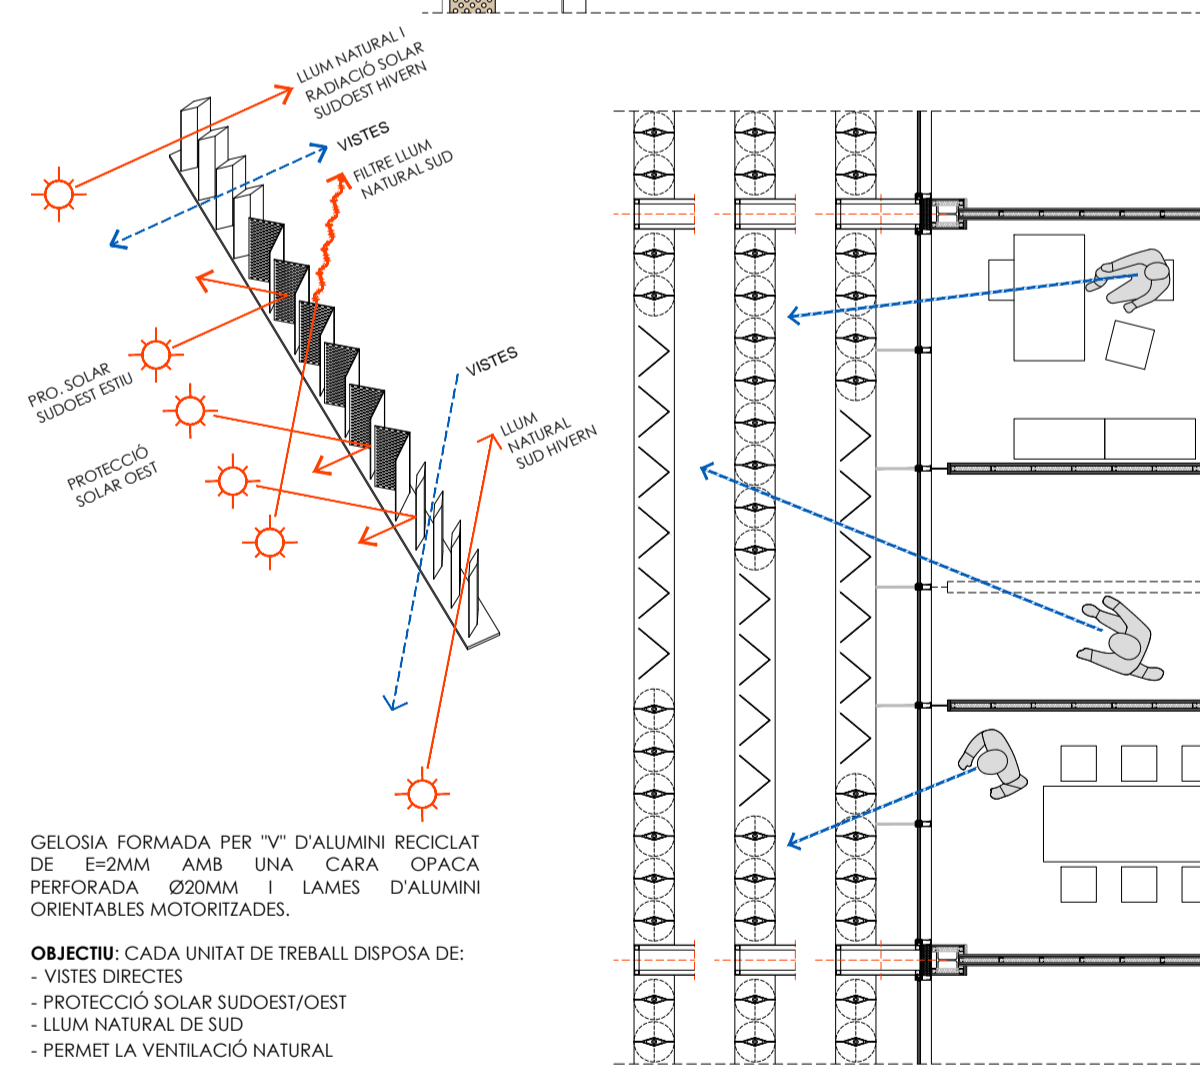 LLUM NATURAL I
RADIACIÓ SOLAR
SUDOEST HIVERN
VISTES
FILTRE LLUM
NATURAL SUD
PRO. SOLAR
SUDOEST ESTIU
PROTECCIÓ
SOLAR OEST
VISTES
LLUM
NATURAL
SUD HIVERN
GELOSIA FORMADA PER "V" D'ALUMINI RECICLAT
DE E=2MM AMB UNA CARA OPACA
PERFORADA Ø20MM I LAMES D'ALUMINI
ORIENTABLES MOTORITZADES.
OBJECTIU: CADA UNITAT DE TREBALL DISPOSA DE:
- VISTES DIRECTES
- PROTECCIÓ SOLAR SUDOEST/OEST
- LLUM NATURAL DE SUD
- PERMET LA VENTILACIÓ NATURAL